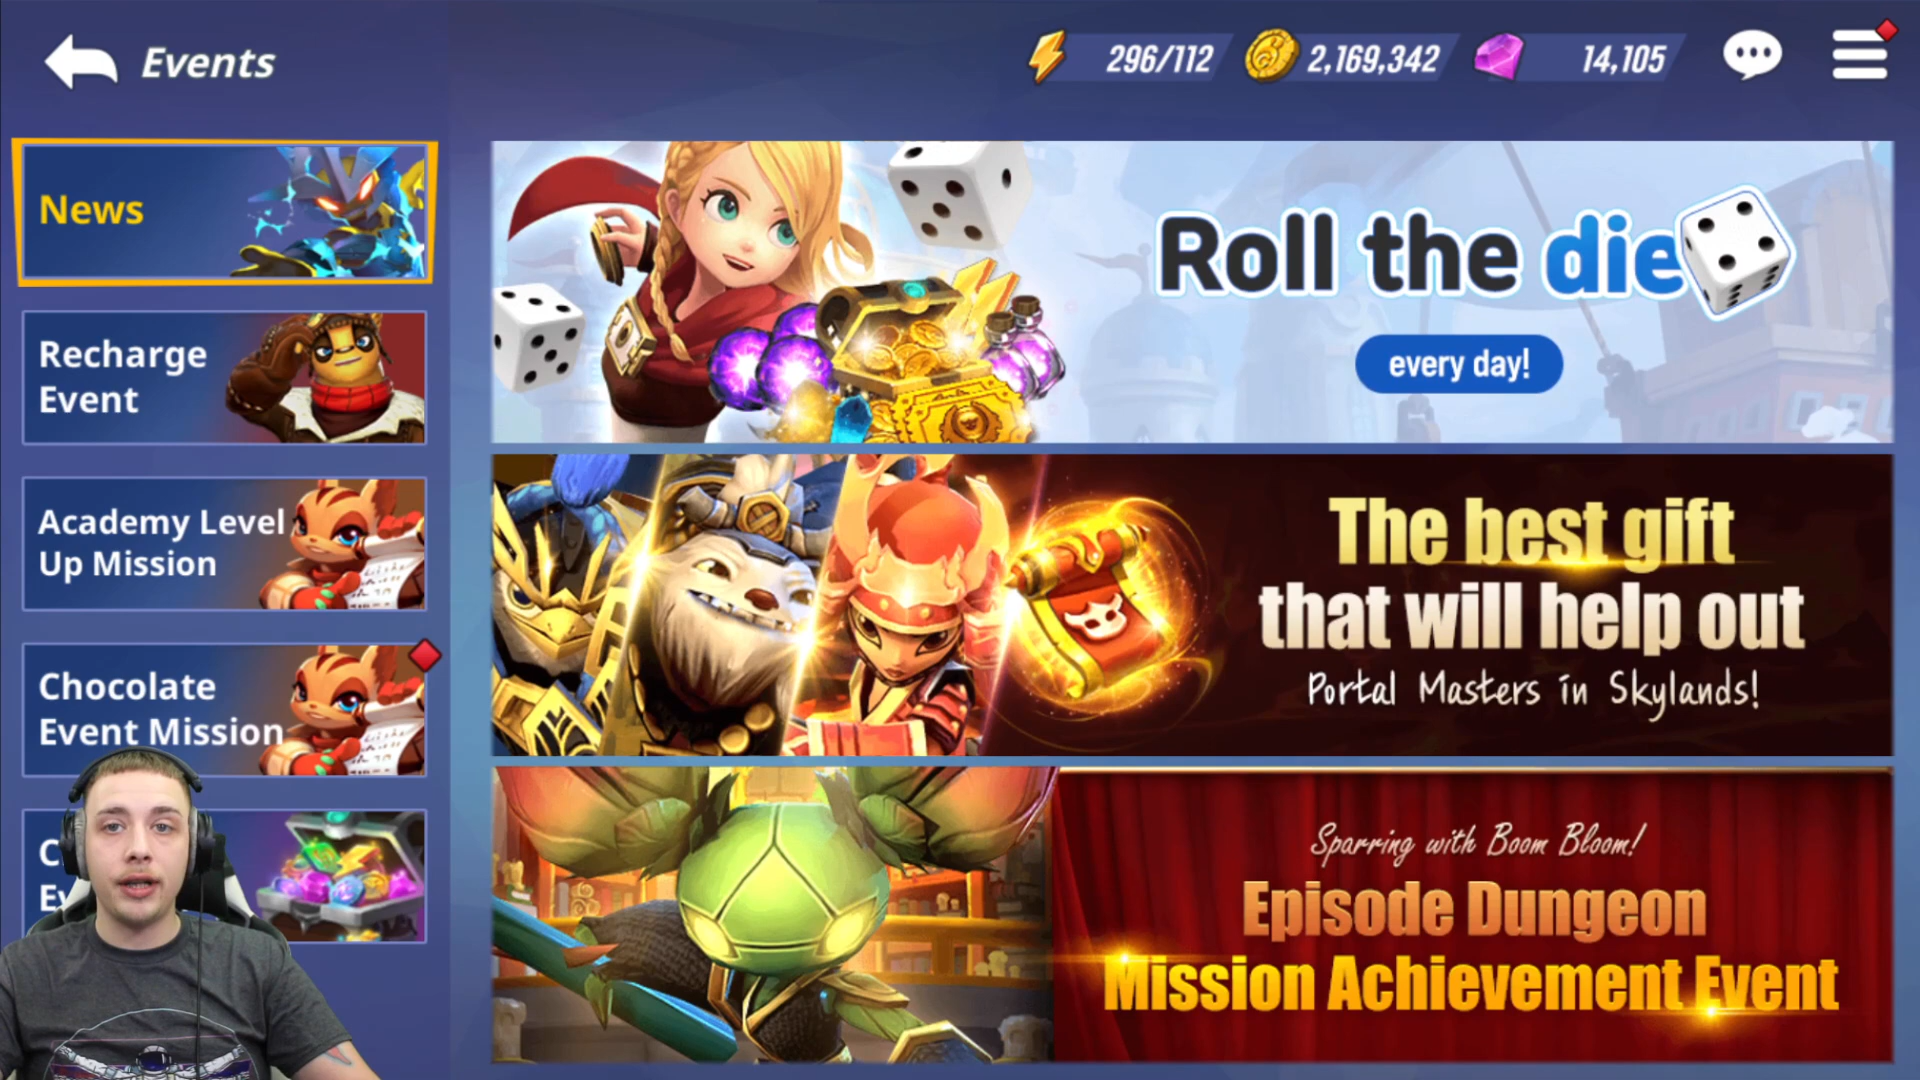 Events
296/112
2,169,342
14,105
News
Recharge
Event
Academy Level
Up Mission
Chocolate
Event Mission
Roll the die
every day!
The best gift
that will help out
Portal Masters in Skylands!
Sparring with Boom Bloom!
Episode Dungeon
Mission Achievement Event